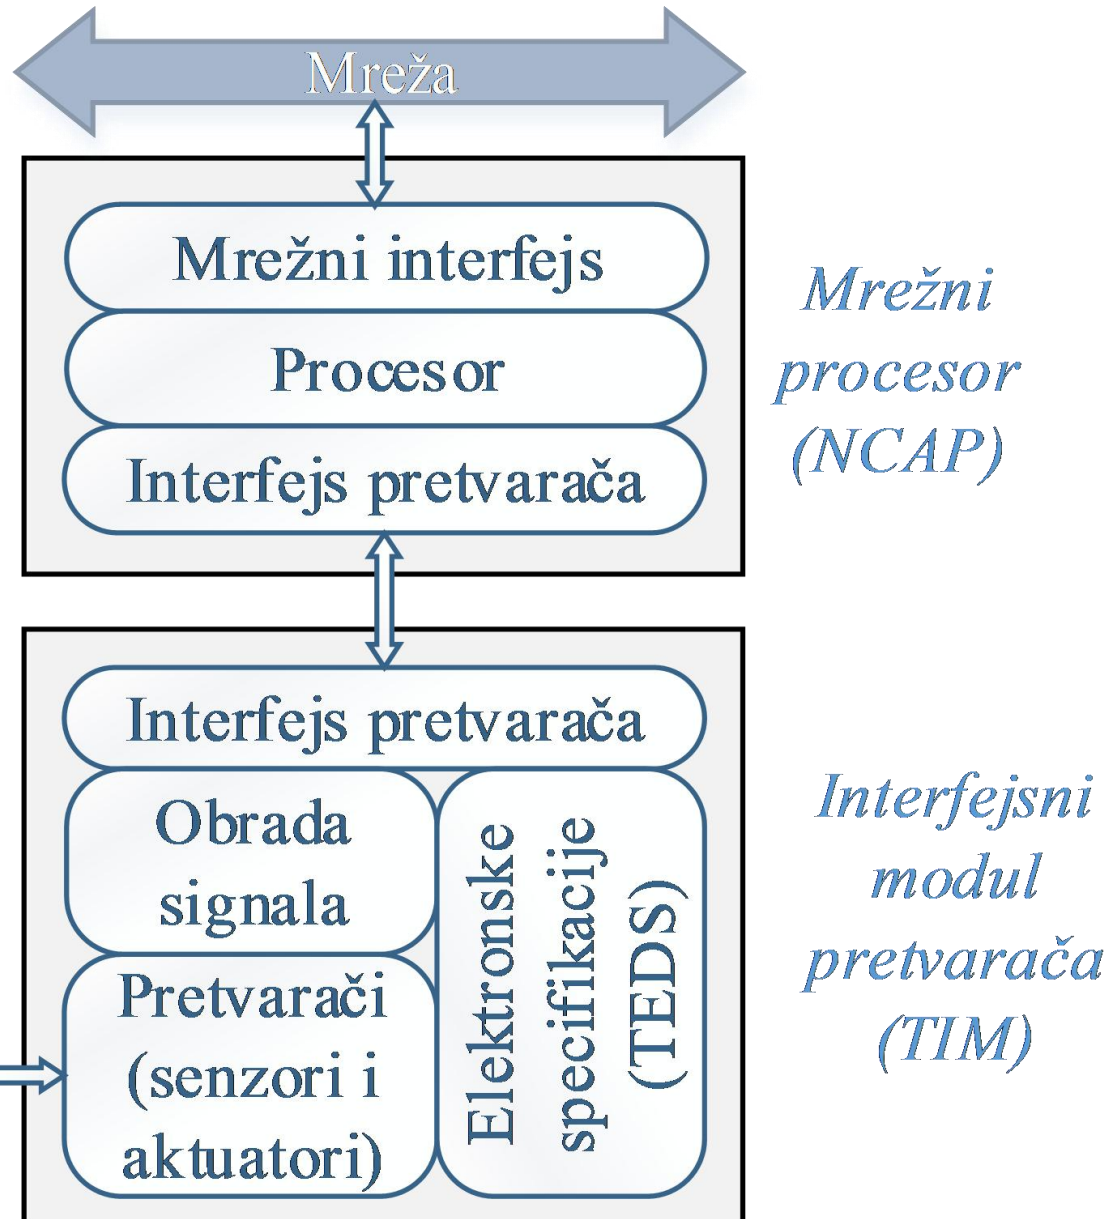 Mreža
Mrežni interfejs
Procesor
Interfejs pretvarača
Mrežni
procesor
(NCAP)
Interfejs pretvarača
Obrada
signala
Pretvarači
(senzori i
aktuatori)
Elektronske
specifikacije
(TEDS)
Interfejsni
modul
pretvarača
(TIM)